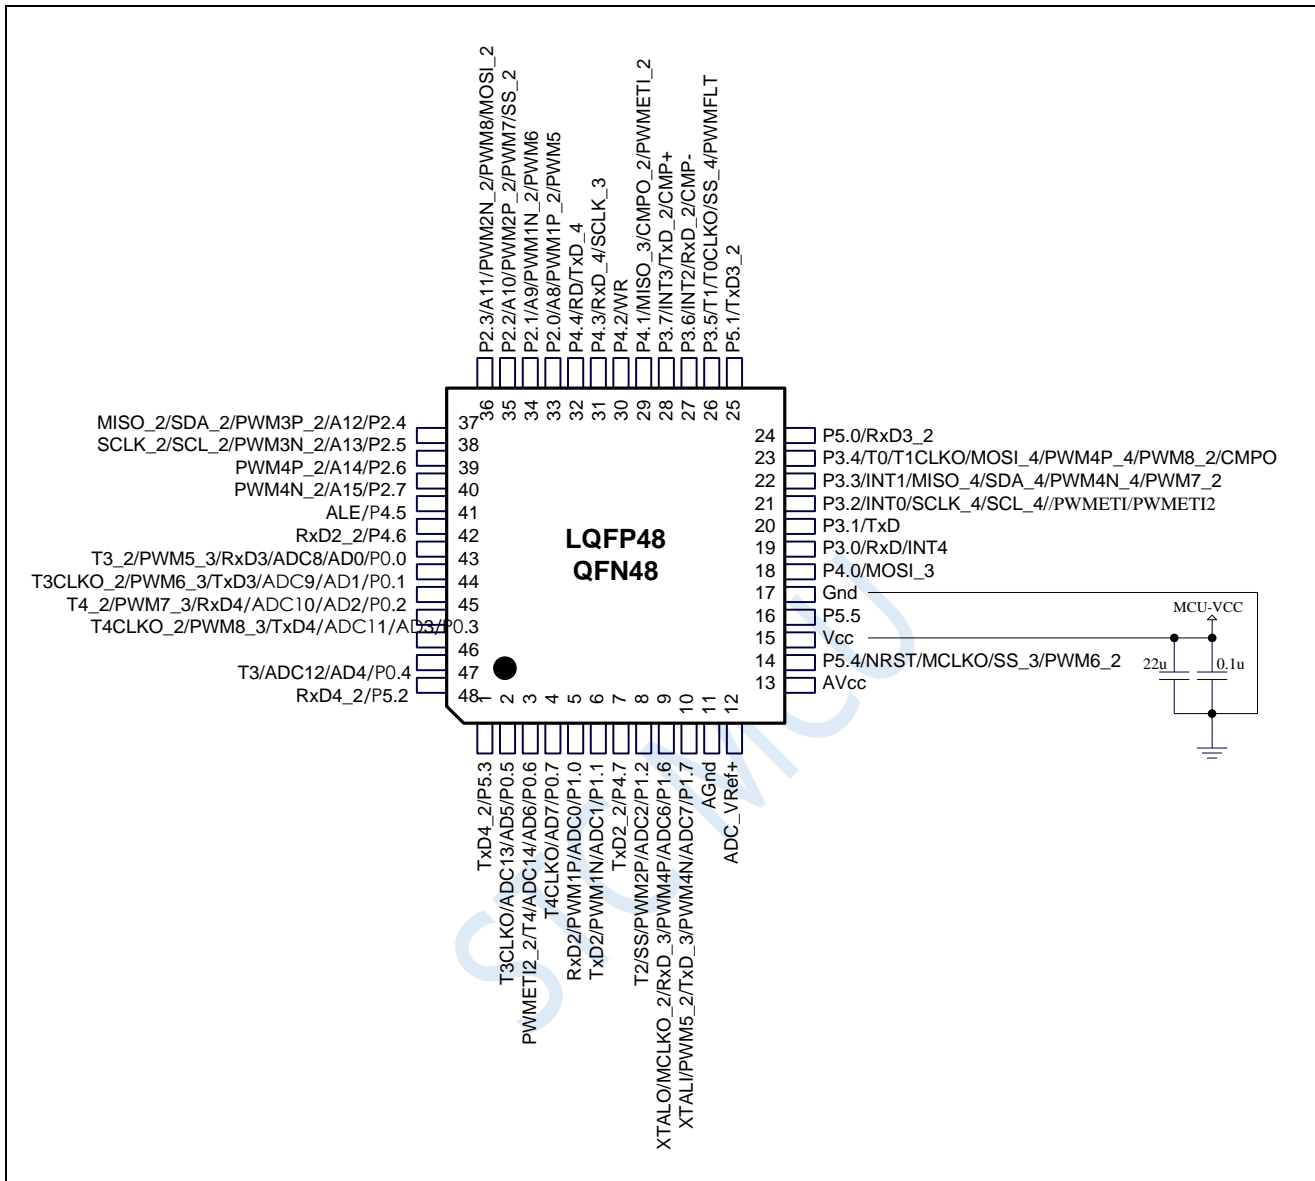 P2.3/A11/PWM2N_2/PWM8/MOSI_2
P2.2/A10/PWM2P_2/PWM7/SS_2
P2.1/A9/PWM1N_2/PWM6
P2.0/A8/PWM1P_2/PWM5
P4.4/RD/TxD_4
P4.3/RxD_4/SCLK_3
P4.2/WR
P4.1/MISO_3/CMPO_2/PWMETI_2
P3.7/INT3/TxD_2/CMP+
P3.6/INT2/RxD_2/CMP-
P3.5/T1/T0CLKO/SS_4/PWMFLT
P5.1/TxD3_2
36
35
34
33
32
31
30
29
28
27
26
25
MISO_2/SDA_2/PWM3P_2/A12/P2.4 37
SCLK_2/SCL_2/PWM3N_2/A13/P2.5 38
PWM4P_2/A14/P2.6 39
PWM4N_2/A15/P2.7 40
ALE/P4.5 41
RxD2_2/P4.6 42
T3_2/PWM5_3/RxD3/ADC8/AD0/P0.0 43
T3CLKO_2/PWM6_3/TxD3/ADC9/AD1/P0.1 44
T4_2/PWM7_3/RxD4/ADC10/AD2/P0.2 45
T4CLKO_2/PWM8_3/TxD4/ADC11/AD3/P0.3 46
T3/ADC12/AD4/P0.4 47
RxD4_2/P5.2 48
LQFP48
QFN48
24 P5.0/RxD3_2
23 P3.4/T0/T1CLKO/MOSI_4/PWM4P_4/PWM8_2/CMPO
22 P3.3/INT1/MISO_4/SDA_4/PWM4N_4/PWM7_2
21 P3.2/INT0/SCLK_4/SCL_4//PWMETI/PWMETI2
20 P3.1/TxD
19 P3.0/RxD/INT4
18 P4.0/MOSI_3
17 Gnd
16 P5.5
15 Vcc
14 P5.4/NRST/MCLKO/SS_3/PWM6_2
13 AVcc
MCU-VCC
22u
0.1u
1
2
3
4
5
6
7
8
9
10
11
12
TxD4_2/P5.3
T3CLKO/ADC13/AD5/P0.5
PWMETI2_2/T4/ADC14/AD6/P0.6
T4CLKO/AD7/P0.7
RxD2/PWM1P/ADC0/P1.0
TxD2/PWM1N/ADC1/P1.1
TxD2_2/P4.7
T2/SS/PWM2P/ADC2/P1.2
XTALO/MCLKO_2/RxD_3/PWM4P/ADC6/P1.6
XTALI/PWM5_2/TxD_3/PWM4N/ADC7/P1.7
AGnd
ADC_VRef+
STC MCU